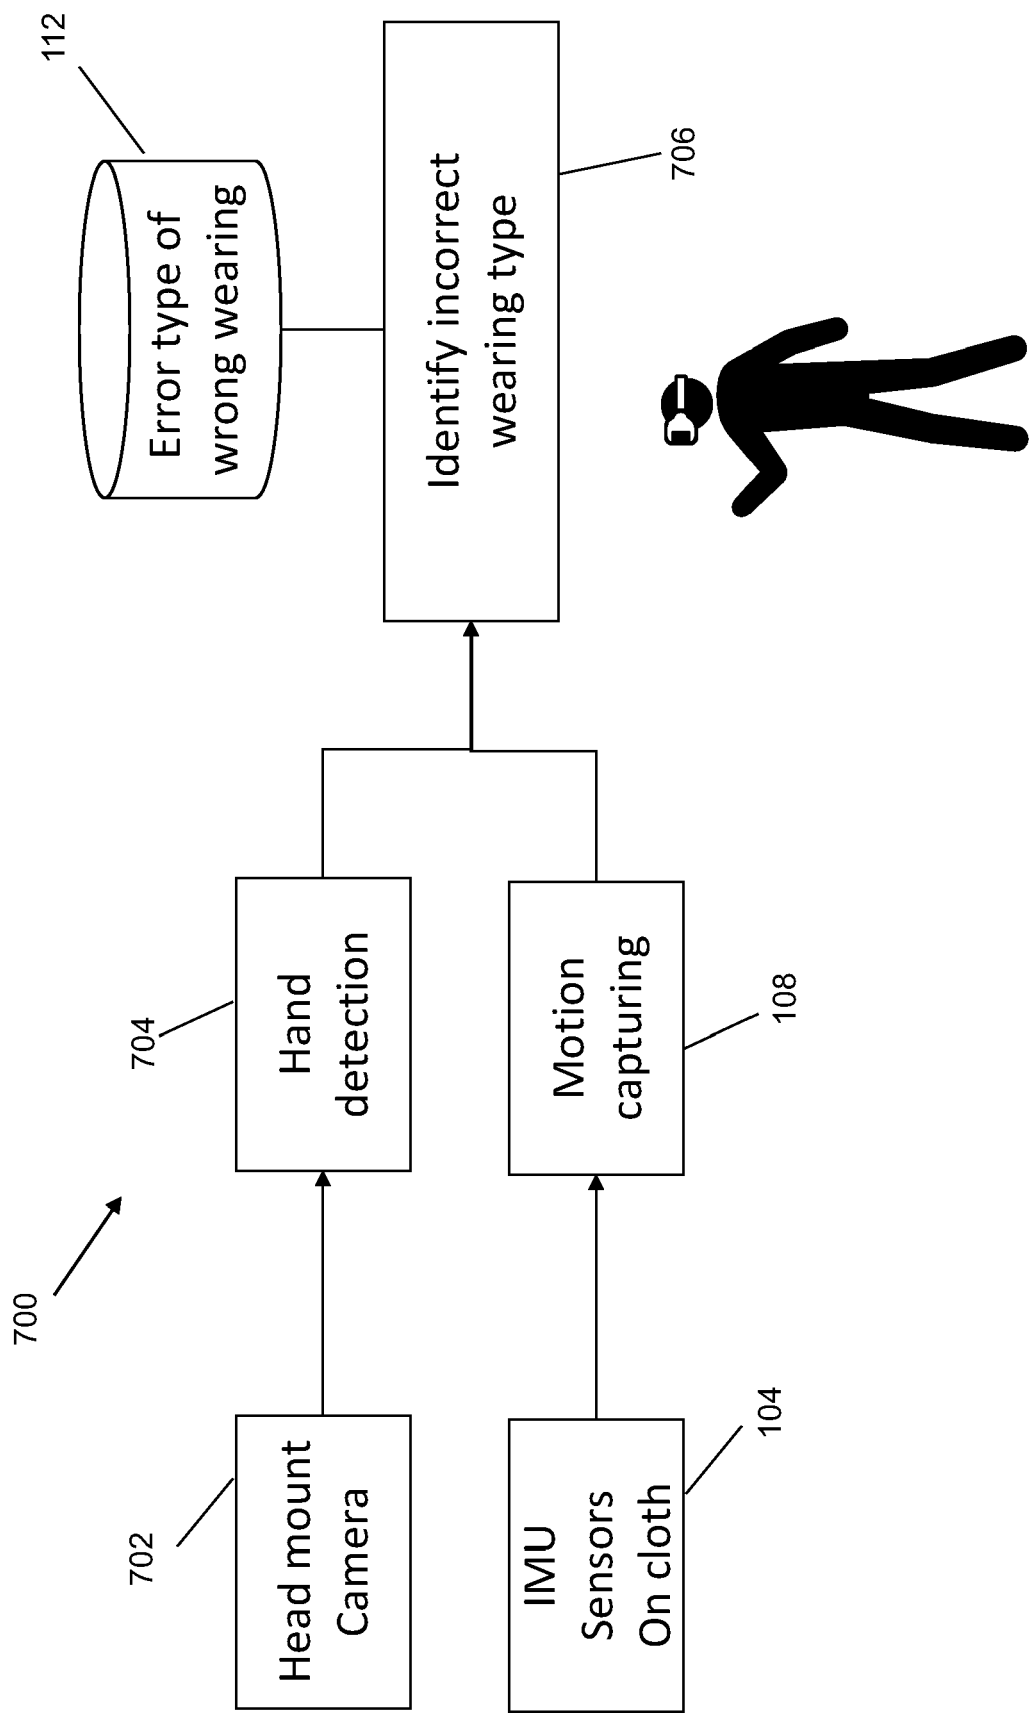 700
702
Head mount
Camera
704
Hand
detection
112
Error type of
wrong wearing
Identify incorrect
wearing type
706
IMU
Sensors
On cloth
104
Motion
capturing
108